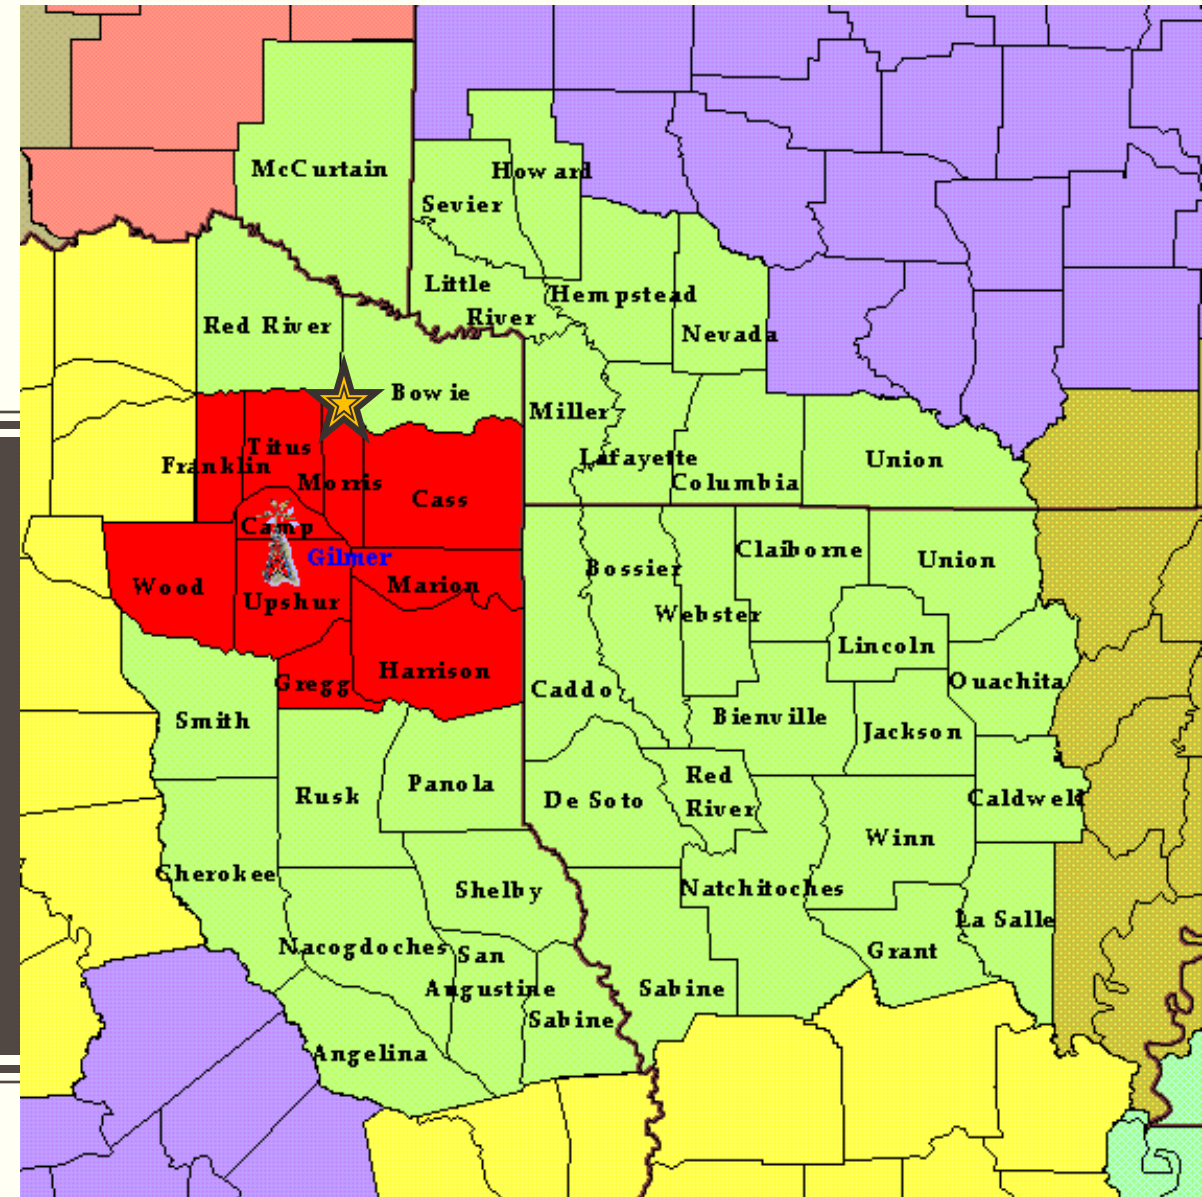 McCurtain
Howard
Sevier
Little
River
Hempstead
Red River
Nevada
Bowie
Miller
Titus
Franklin
Lafayette
Union
Morris
Columbia
Cass
Camp
Gilmer
Claiborne
Union
Bossier
Wood
Marion
Upshur
Webster
Lincoln
Harrison
Gregg
Caddo
Ouachita
Smith
Bienville
Jackson
Red
River
Panola
Rusk
De Soto
Caldwell
Winn
Cherokee
Shelby
Natchitoches
La Salle
Nacogdoches
San
Augustine
Grant
Sabine
Sabine
Angelina